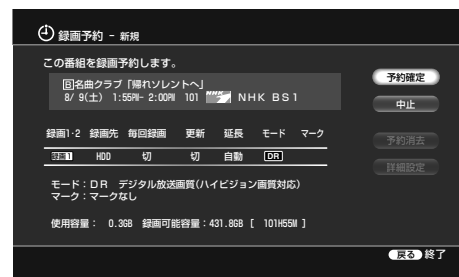 録画予約 - 新規
この番組を録画予約します。
予約確定
[B]名曲クラブ「帰れソレントへ」
8/ 9(土) 1:55PM- 2:00PM 101 NHK NHK BS1
中止
録画1・2 録画先 毎回録画 更新 延長 モード マーク
予約消去
録画1 HDD 切 切 自動 DR
詳細設定
モード：DR デジタル放送画質(ハイビジョン画質対応)
マーク：マークなし
使用容量： 0.3GB 録画可能容量：431.8GB [ 101H55M ]
戻る 終了